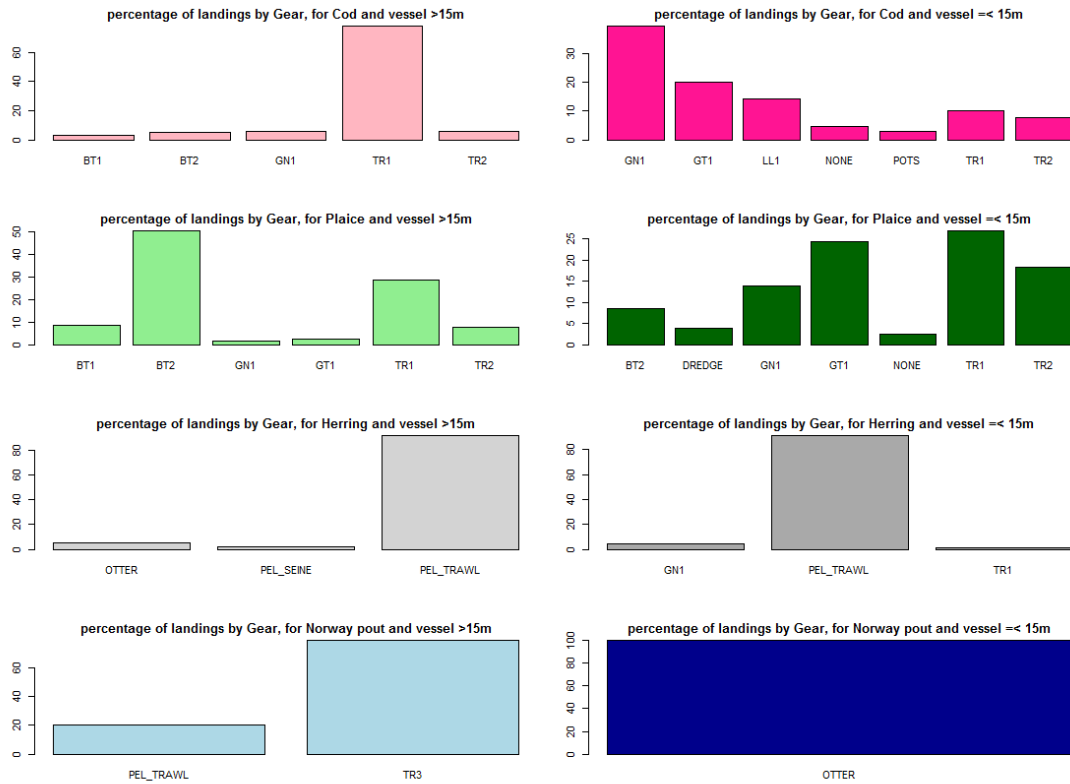 percentage of landings by Gear, for Cod and vessel >15m
60
40
20
0
BT1 BT2 GN1 TR1 TR2
percentage of landings by Gear, for Cod and vessel =< 15m
30
20
10
0
GN1 GT1 LL1 NONE POTS TR1 TR2
percentage of landings by Gear, for Plaice and vessel >15m
50
40
30
20
10
0
BT1 BT2 GN1 GT1 TR1 TR2
percentage of landings by Gear, for Plaice and vessel =< 15m
25
20
15
10
5
0
BT2 DREDGE GN1 GT1 NONE TR1 TR2
percentage of landings by Gear, for Herring and vessel >15m
80
60
40
20
0
OTTER PEL_SEINE PEL_TRAWL
percentage of landings by Gear, for Herring and vessel =< 15m
80
60
40
20
0
GN1 PEL_TRAWL TR1
percentage of landings by Gear, for Norway pout and vessel >15m
60
40
20
0
PEL_TRAWL TR3
percentage of landings by Gear, for Norway pout and vessel =< 15m
100
80
60
40
20
0
OTTER